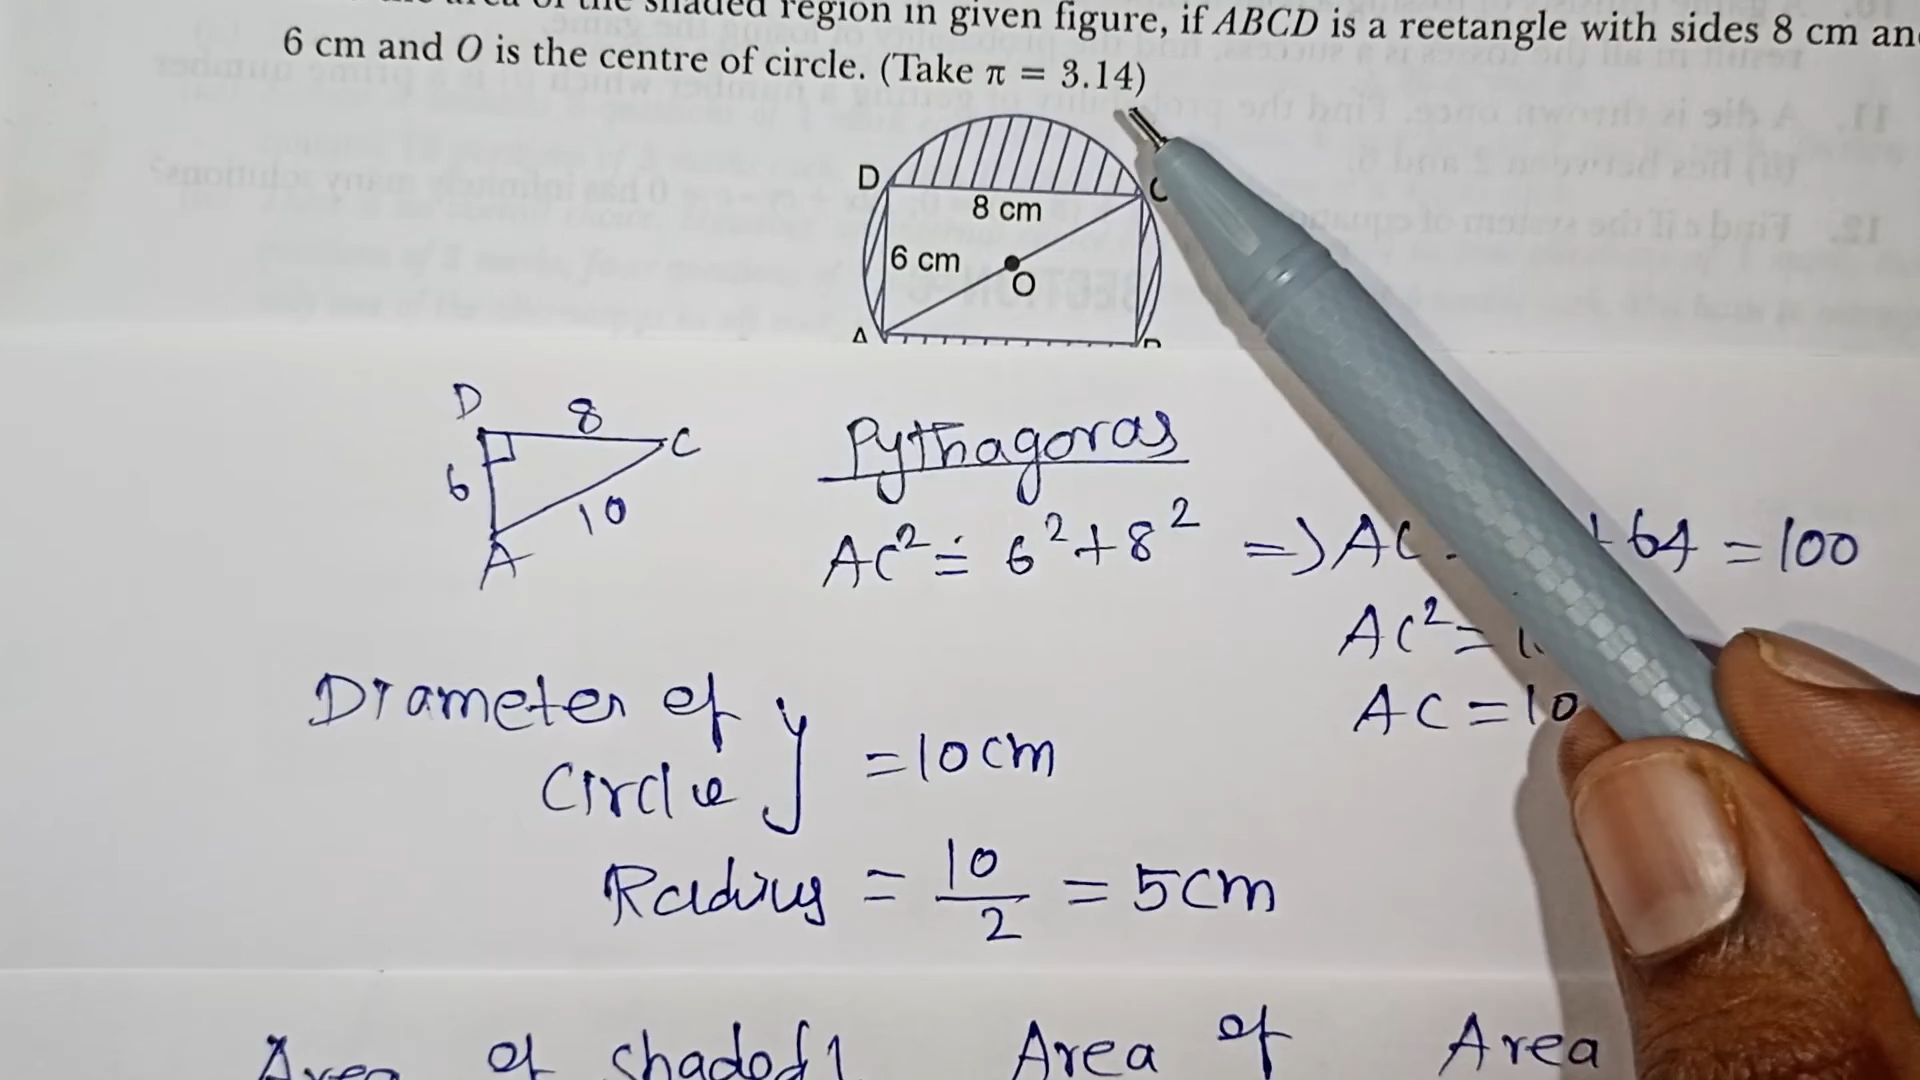 area of the shaded region in given figure, if ABCD is a reetangle with sides 8 cm and
6 cm and O is the centre of circle. (Take π = 3.14)
D
8 cm
6 cm
O
A
D
8
C
6
10
A
Pythagoras
AC² = 6² + 8² => AC +64 = 100
AC² =
AC = 10
Diameter of
Circle } = 10cm
Radius = 10/2 = 5cm
Area of shaded Area of Area